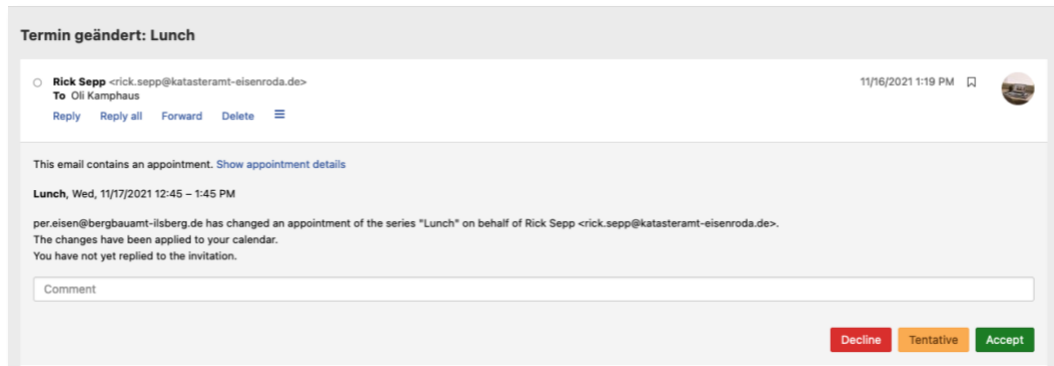 Termin geändert: Lunch
Rick Sepp <rick.sepp@katasteramt-eisenroda.de>
11/16/2021 1:19 PM
To Oli Kamphaus
Reply Reply all Forward Delete
This email contains an appointment. Show appointment details
Lunch, Wed, 11/17/2021 12:45 – 1:45 PM
per.eisen@bergbauamt-ilsberg.de has changed an appointment of the series "Lunch" on behalf of Rick Sepp <rick.sepp@katasteramt-eisenroda.de>.
The changes have been applied to your calendar.
You have not yet replied to the invitation.
Comment
Decline Tentative Accept